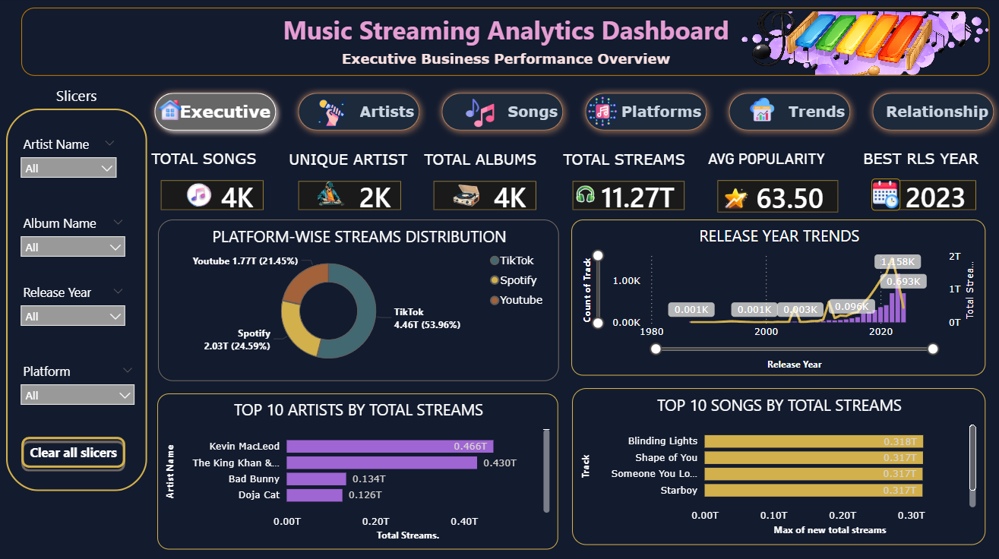 Music Streaming Analytics Dashboard
Executive Business Performance Overview
Slicers
Executive
Artists
Songs
Platforms
Trends
Relationship
Artist Name
All
Album Name
All
Release Year
All
Platform
All
Clear all slicers
TOTAL SONGS
4K
UNIQUE ARTIST
2K
TOTAL ALBUMS
4K
TOTAL STREAMS
11.27T
AVG POPULARITY
63.50
BEST RLS YEAR
2023
PLATFORM-WISE STREAMS DISTRIBUTION
Youtube 1.77T (21.45%)
TikTok
4.46T (53.96%)
Spotify
2.03T (24.59%)
TikTok
Spotify
Youtube
RELEASE YEAR TRENDS
Count of Track
1.00K
0.00K
0.001K
0.001K
0.003K
0.096K
1.158K
0.693K
2T
1T
0T
Total Strea...
1980
2000
2020
Release Year
TOP 10 ARTISTS BY TOTAL STREAMS
Artist Name
Kevin MacLeod
0.466T
The King Khan &...
0.430T
Bad Bunny
0.134T
Doja Cat
0.126T
0.00T
0.20T
0.40T
Total Streams.
TOP 10 SONGS BY TOTAL STREAMS
Track
Blinding Lights
0.318T
Shape of You
0.317T
Someone You Lo...
0.317T
Starboy
0.317T
0.00T
0.10T
0.20T
0.30T
Max of new total streams